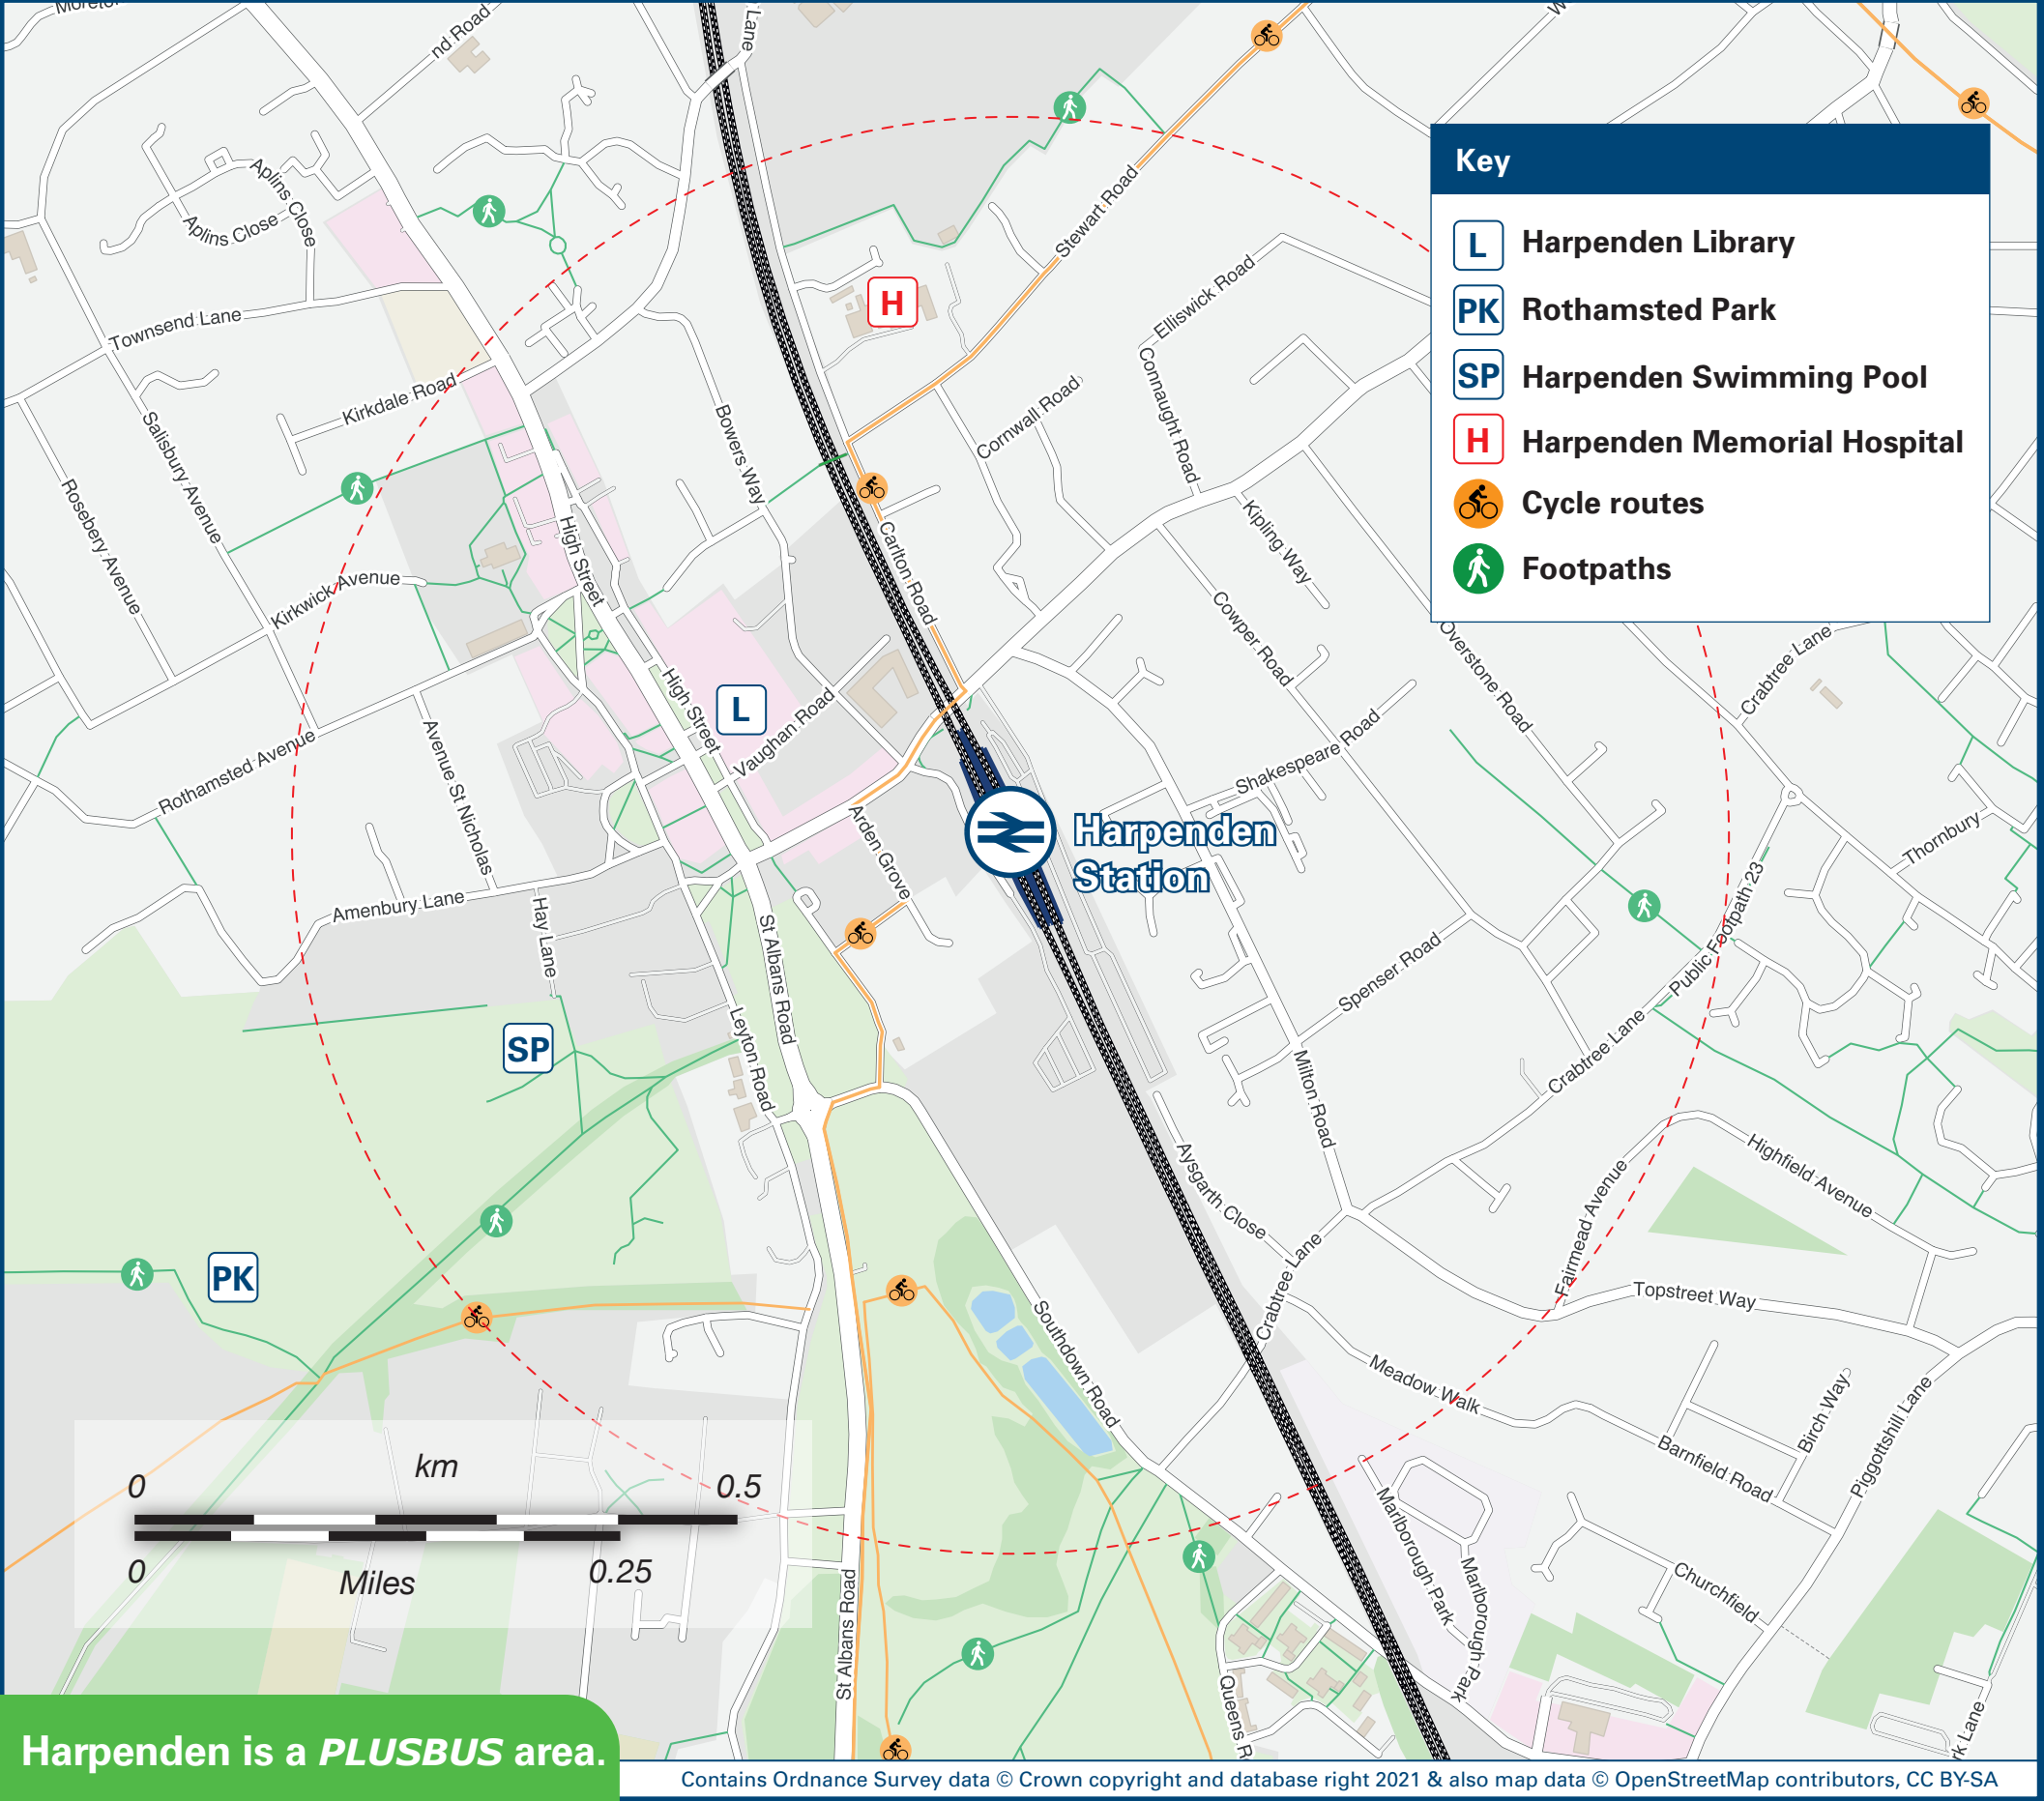 Lane
nd Road
Key
L Harpenden Library
PK Rothamsted Park
SP Harpenden Swimming Pool
H Harpenden Memorial Hospital
Cycle routes
Footpaths
Aplins Close
Aplins Close
Townsend Lane
Kirkdale Road
Salisbury Avenue
Rosebery Avenue
Kirkwick Avenue
Rothamsted Avenue
Avenue St Nicholas
Amenbury Lane
Hay Lane
High Street
High Street
Bowers Way
Vaughan Road
L
H
Stewart Road
Elliswick Road
Connaught Road
Cornwall Road
Carlton Road
Kipling Way
Cowper Road
Overstone Road
Shakespeare Road
Crabtree Lane
Thornbury
Public Footpath 23
Arden Grove
Harpenden
Station
Spenser Road
St Albans Road
Leyton Road
SP
PK
Milton Road
Crabtree Lane
Highfield Avenue
Fairmead Avenue
Topstreet Way
Aysgarth Close
Crabtree Lane
Southdown Road
Meadow Walk
Barnfield Road
Birch Way
Piggottshill Lane
Marlborough Park
Marlborough Park
Churchfield
Queens R
rk Lane
St Albans Road
km
0 0.5
0 0.25
Miles
Harpenden is a PLUSBUS area.
Contains Ordnance Survey data © Crown copyright and database right 2021 & also map data © OpenStreetMap contributors, CC BY-SA